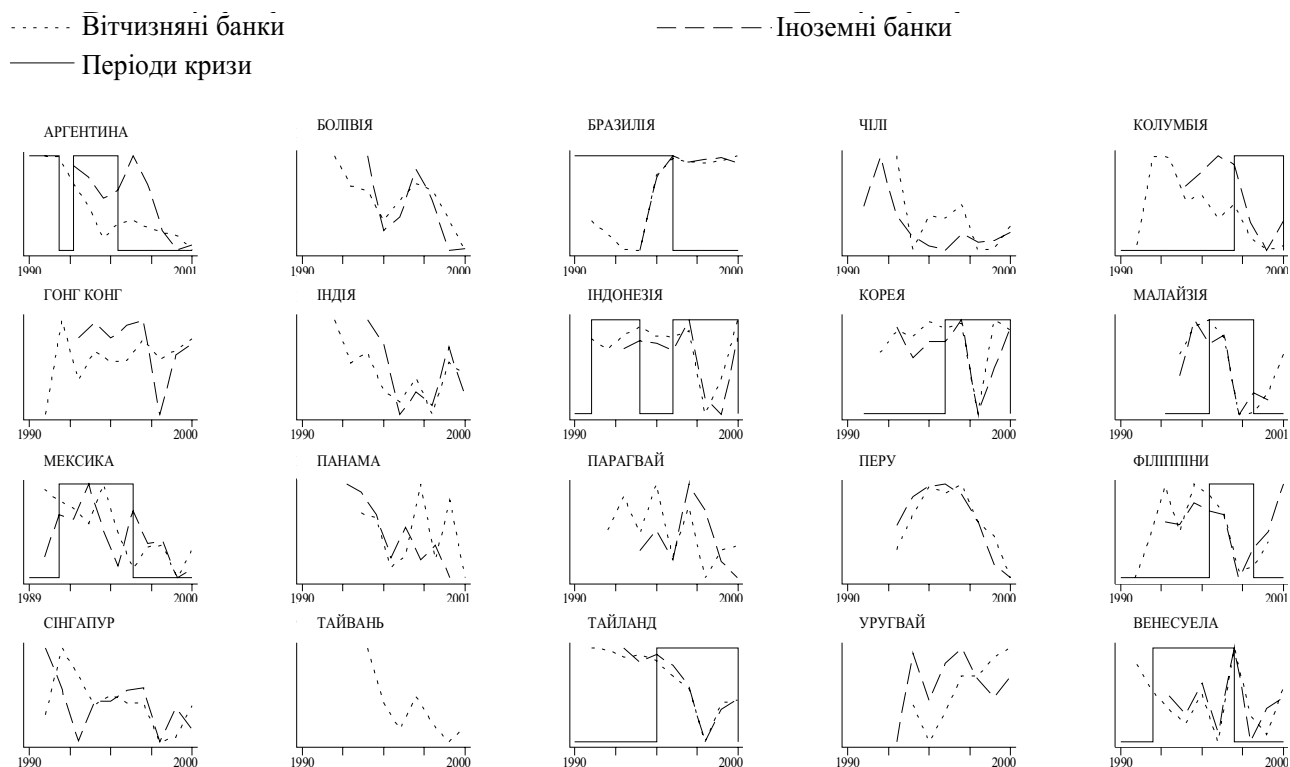 Вітчизняні банки Іноземні банки
Періоди кризи
АРГЕНТИНА БОЛІВІЯ БРАЗИЛІЯ ЧІЛІ КОЛУМБІЯ
1990 2001 1990 2000 1990 2000 1990 2000 1990 2000
ГОНГ КОНГ ІНДІЯ ІНДОНЕЗІЯ КОРЕЯ МАЛАЙЗІЯ
1990 2000 1990 2000 1990 2000 1990 2000 1990 2001
МЕКСИКА ПАНАМА ПАРАГВАЙ ПЕРУ ФІЛІППІНИ
1989 2000 1990 2001 1990 2000 1990 2000 1990 2001
СІНГАПУР ТАЙВАНЬ ТАЙЛАНД УРУГВАЙ ВЕНЕСУЕЛА
1990 2000 1990 2000 1990 2000 1990 2000 1990 2000